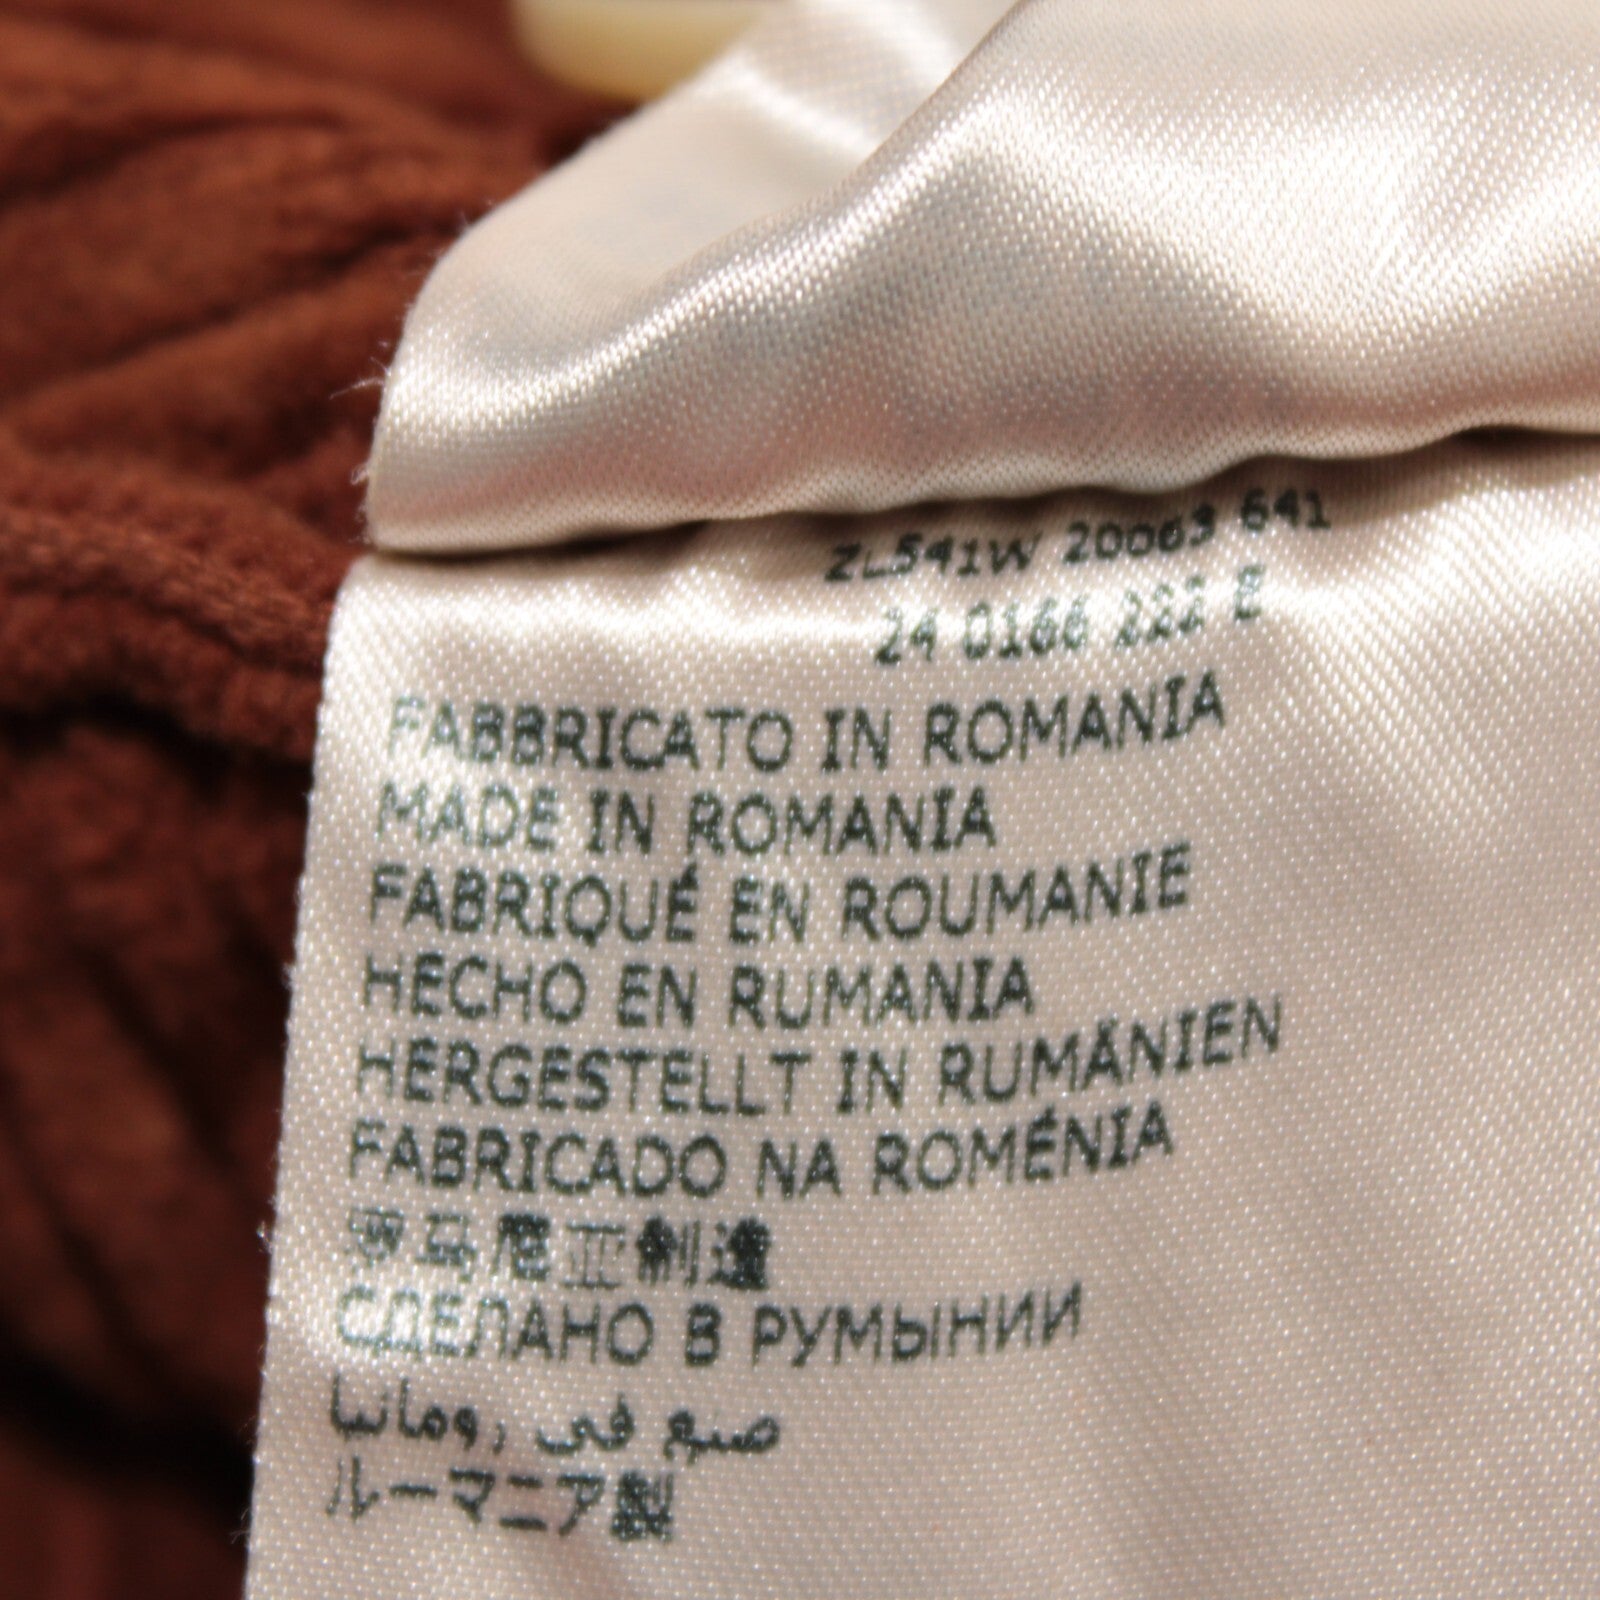 ZL541W 20063 641
24 0166 222 E
FABBRICATO IN ROMANIA
MADE IN ROMANIA
FABRIQUÉ EN ROUMANIE
HECHO EN RUMANIA
HERGESTELLT IN RUMÄNIEN
FABRICADO NA ROMÉNIA
罗马尼亚制造
СДЕЛАНО В РУМЫНИИ
صنع في رومانيا
ルーマニア製